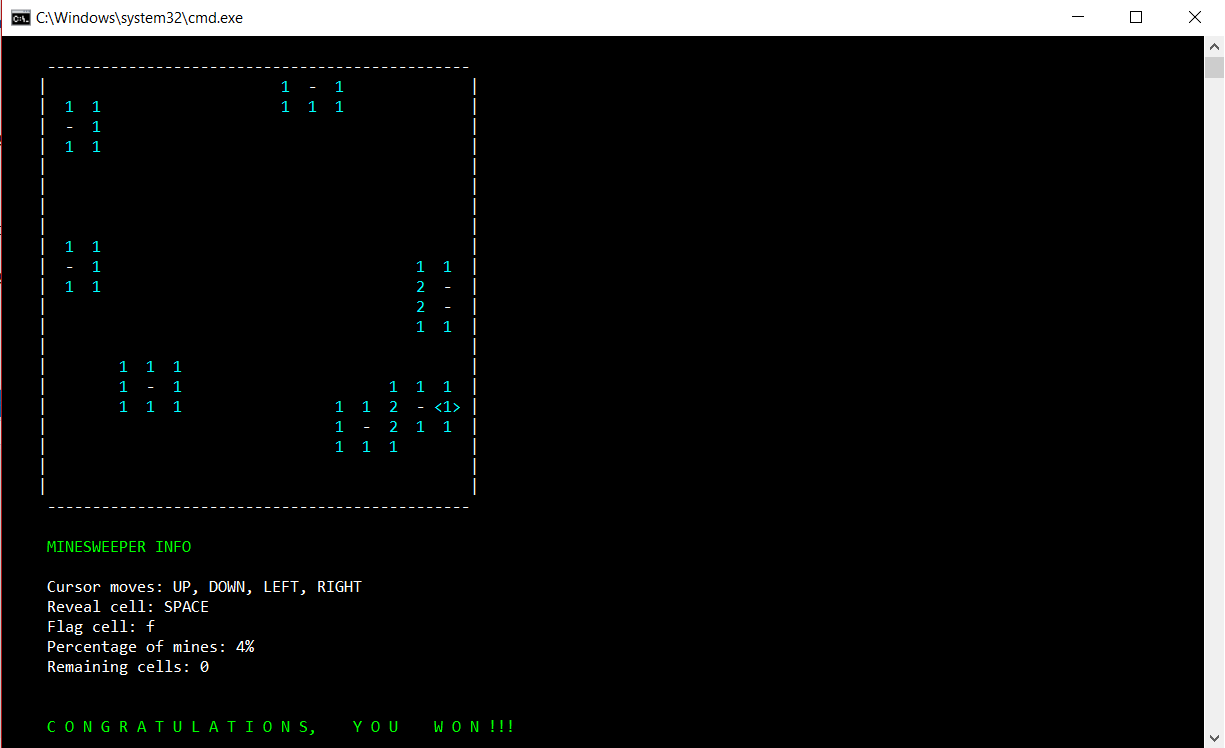 C:\Windows\system32\cmd.exe
-----------------------------------------------
|                          1  -  1              |
|  1  1                    1  1  1              |
|  -  1                                         |
|  1  1                                         |
|                                               |
|                                               |
|                                               |
|                                               |
|  1  1                                         |
|  -  1                                   1  1  |
|  1  1                                   2  -  |
|                                         2  -  |
|                                         1  1  |
|                                               |
|        1  1  1                                |
|        1  -  1                       1  1  1  |
|        1  1  1                 1  1  2  - <1> |
|                                1  -  2  1  1  |
|                                1  1  1        |
|                                               |
|                                               |
-----------------------------------------------
MINESWEEPER INFO
Cursor moves: UP, DOWN, LEFT, RIGHT
Reveal cell: SPACE
Flag cell: f
Percentage of mines: 4%
Remaining cells: 0
C O N G R A T U L A T I O N S,    Y O U    W O N !!!